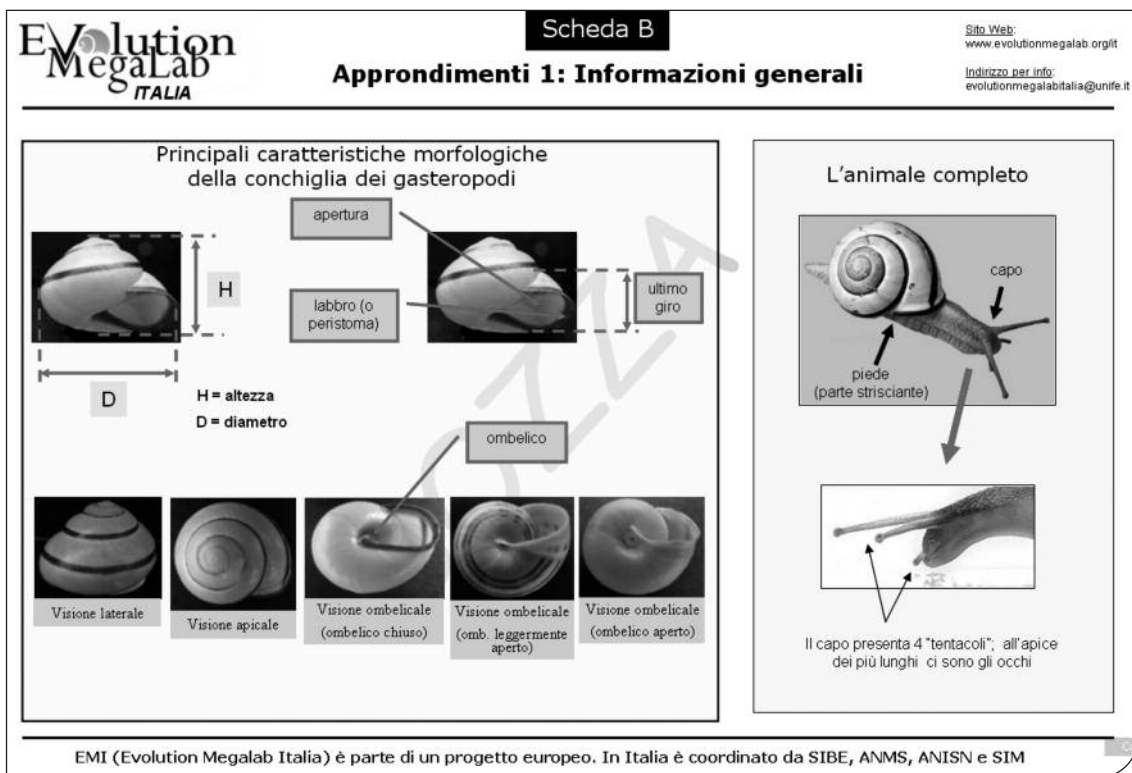 EVolution
MegaLab
ITALIA
Scheda B
Approndimenti 1: Informazioni generali
Sito Web:
www.evolutionmegalab.org/it
Indirizzo per info:
evolutionmegalabitalia@unife.it
Principali caratteristiche morfologiche
della conchiglia dei gasteropodi
apertura
H
labbro (o
peristoma)
ultimo
giro
D
H = altezza
D = diametro
ombelico
Visione laterale
Visione apicale
Visione ombelicale
(ombelico chiuso)
Visione ombelicale
(omb. leggermente
aperto)
Visione ombelicale
(ombelico aperto)
L'animale completo
capo
piede
(parte strisciante)
Il capo presenta 4 "tentacoli"; all'apice
dei più lunghi ci sono gli occhi
EMI (Evolution Megalab Italia) è parte di un progetto europeo. In Italia è coordinato da SIBE, ANMS, ANISN e SIM